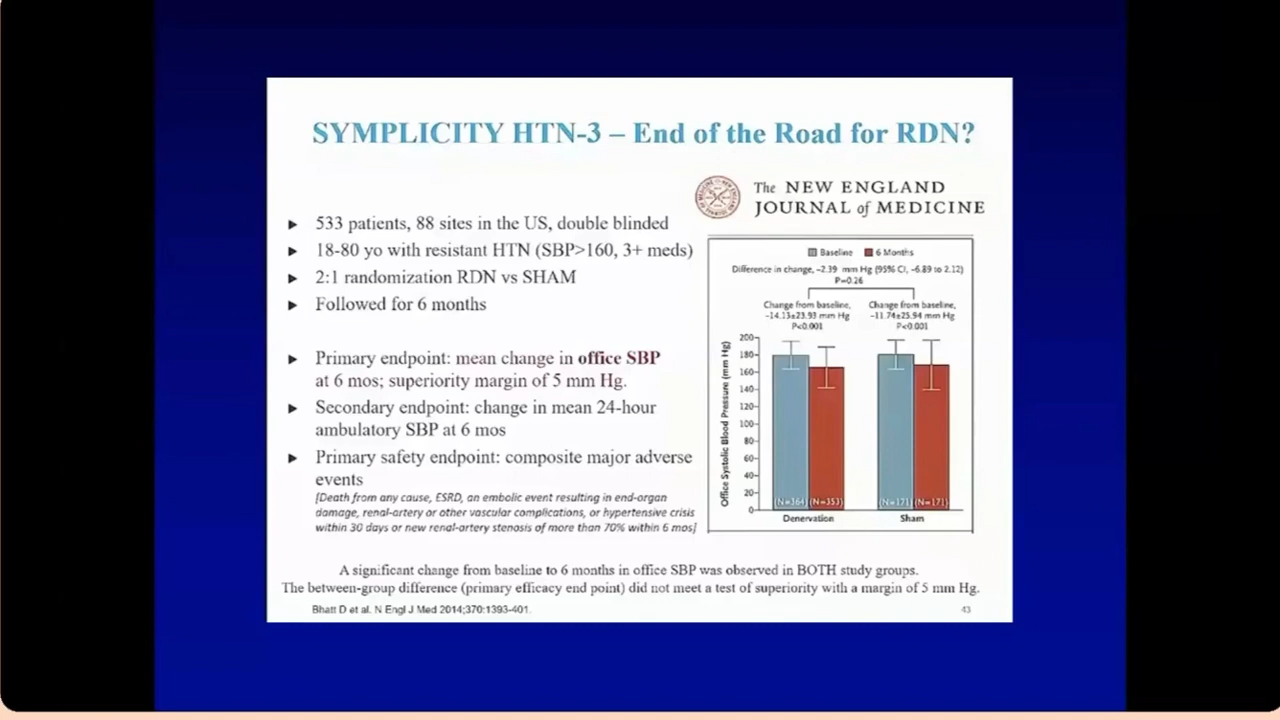 SYMPLICITY HTN-3 – End of the Road for RDN?
The NEW ENGLAND
JOURNAL of MEDICINE
► 533 patients, 88 sites in the US, double blinded
► 18-80 yo with resistant HTN (SBP>160, 3+ meds)
► 2:1 randomization RDN vs SHAM
► Followed for 6 months
► Primary endpoint: mean change in office SBP
at 6 mos; superiority margin of 5 mm Hg.
► Secondary endpoint: change in mean 24-hour
ambulatory SBP at 6 mos
► Primary safety endpoint: composite major adverse
events
[Death from any cause, ESRD, an embolic event resulting in end-organ
damage, renal-artery or other vascular complications, or hypertensive crisis
within 30 days or new renal-artery stenosis of more than 70% within 6 mos]
Baseline 6 Months
Difference in change, –2.39 mm Hg (95% CI, –6.89 to 2.12)
P=0.26
Change from baseline,
–14.13±23.93 mm Hg
P<0.001
Change from baseline,
–11.74±25.94 mm Hg
P<0.001
Office Systolic Blood Pressure (mm Hg)
200
180
160
140
120
100
80
60
40
20
0
(N=364) (N=353) (N=171) (N=171)
Denervation Sham
A significant change from baseline to 6 months in office SBP was observed in BOTH study groups.
The between-group difference (primary efficacy end point) did not meet a test of superiority with a margin of 5 mm Hg.
Bhatt D et al. N Engl J Med 2014;370:1393-401.
43